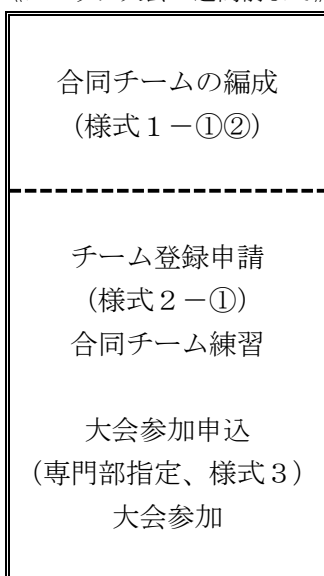 合同チームの編成
（様式１－①②）
チーム登録申請
（様式２－①）
合同チーム練習
大会参加申込
（専門部指定、様式３）
大会参加